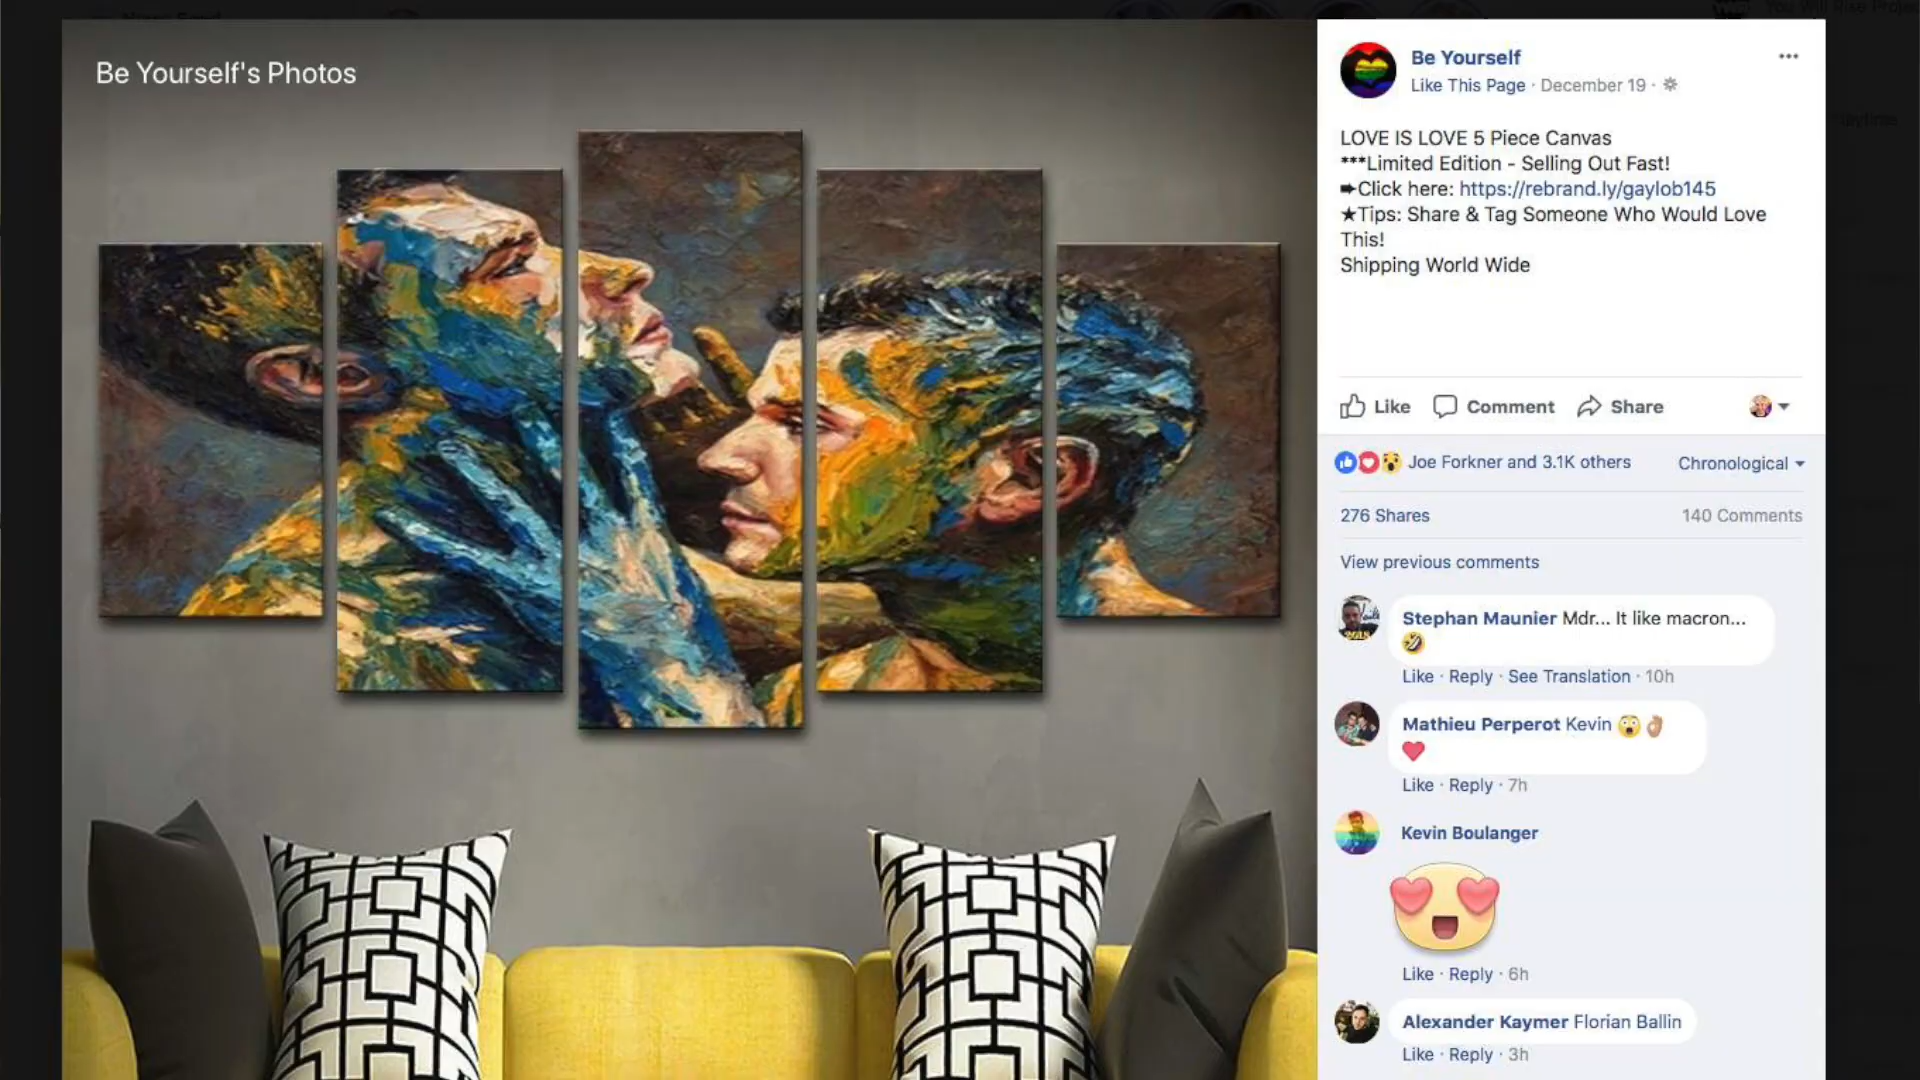 Be Yourself's Photos
Be Yourself
Like This Page · December 19 ·
LOVE IS LOVE 5 Piece Canvas
***Limited Edition - Selling Out Fast!
➨Click here: https://rebrand.ly/gaylob145
★Tips: Share & Tag Someone Who Would Love
This!
Shipping World Wide
Like Comment Share
Joe Forkner and 3.1K others Chronological
276 Shares 140 Comments
View previous comments
Stephan Maunier Mdr... It like macron...
Like · Reply · See Translation · 10h
Mathieu Perperot Kevin
Like · Reply · 7h
Kevin Boulanger
Like · Reply · 6h
Alexander Kaymer Florian Ballin
Like · Reply · 3h